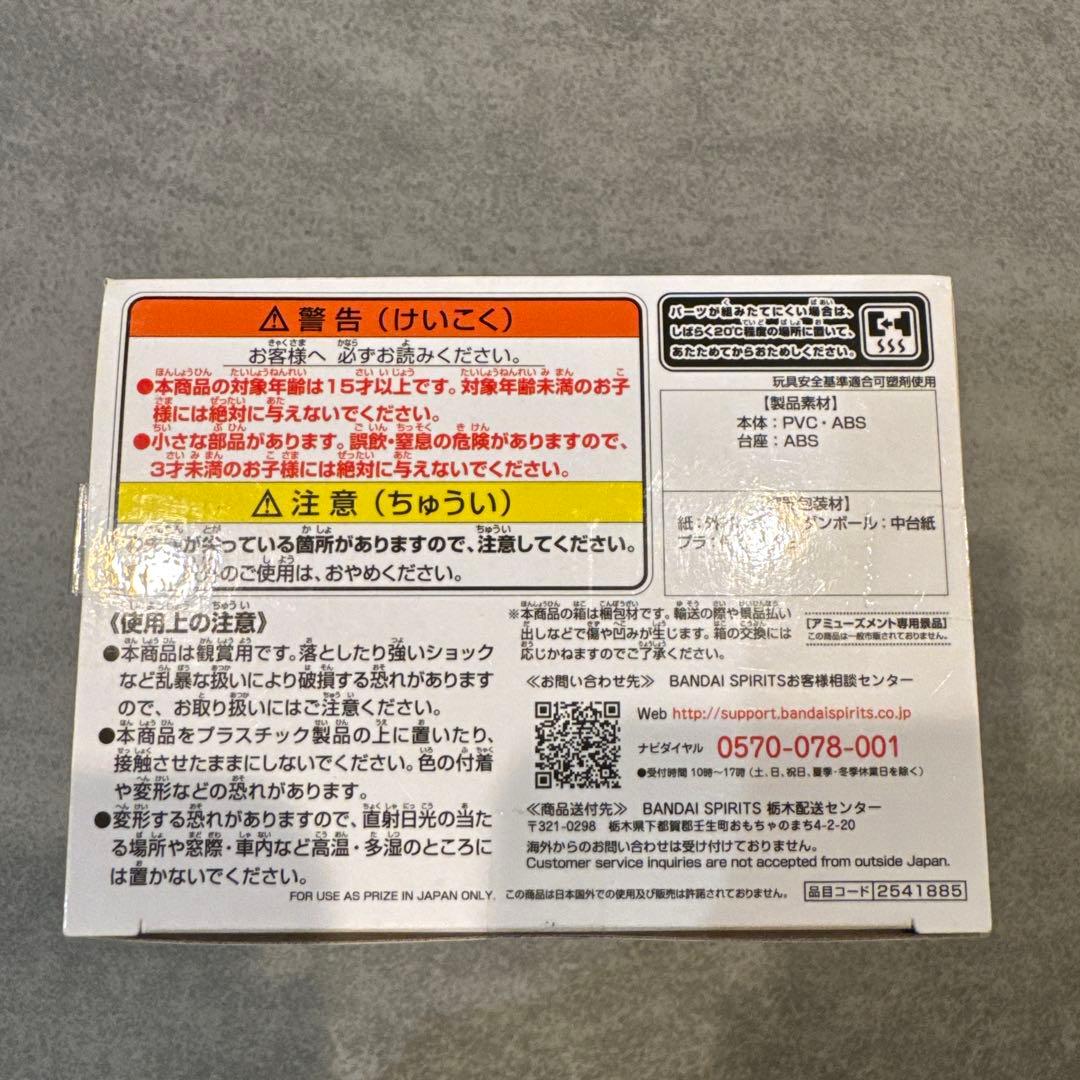 ⚠警告（けいこく）
お客様へ 必ずお読みください。
●本商品の対象年齢は15才以上です。対象年齢未満のお子
様には絶対に与えないでください。
●小さな部品があります。誤飲・窒息の危険がありますので、
3才未満のお子様には絶対に与えないでください。
⚠注意（ちゅうい）
尖っている箇所がありますので、注意してください。
のご使用は、おやめください。
パーツが組みたてにくい場合は、
しばらく20℃程度の場所に置いて、
あたためてからおためしください。
玩具安全基準適合可塑剤使用
【製品素材】
本体：PVC・ABS
台座：ABS
包装材】
紙：外 ダンボール：中台紙
プラ：
《使用上の注意》
●本商品は観賞用です。落としたり強いショック
など乱暴な扱いにより破損する恐れがあります
ので、お取り扱いにはご注意ください。
●本商品をプラスチック製品の上に置いたり、
接触させたままにしないでください。色の付着
や変形などの恐れがあります。
●変形する恐れがありますので、直射日光の当た
る場所や窓際・車内など高温・多湿のところに
は置かないでください。
※本商品の箱は梱包材です。輸送の際や景品払い
出しなどで傷や凹みが生じます。箱の交換には
応じかねますのでご了承ください。
［アミューズメント専用景品］
この商品は一般市販されておりません。
≪お問い合わせ先≫ BANDAI SPIRITSお客様相談センター
Web http://support.bandaispirits.co.jp
ナビダイヤル 0570-078-001
●受付時間 10時〜17時（土、日、祝日、夏季・冬季休業日を除く）
≪商品送付先≫ BANDAI SPIRITS 栃木配送センター
〒321-0298 栃木県下都賀郡壬生町おもちゃのまち4-2-20
海外からのお問い合わせは受け付けておりません。
Customer service inquiries are not accepted from outside Japan.
FOR USE AS PRIZE IN JAPAN ONLY. この商品は日本国外での使用及び販売は許諾されておりません。
品目コード 2541885